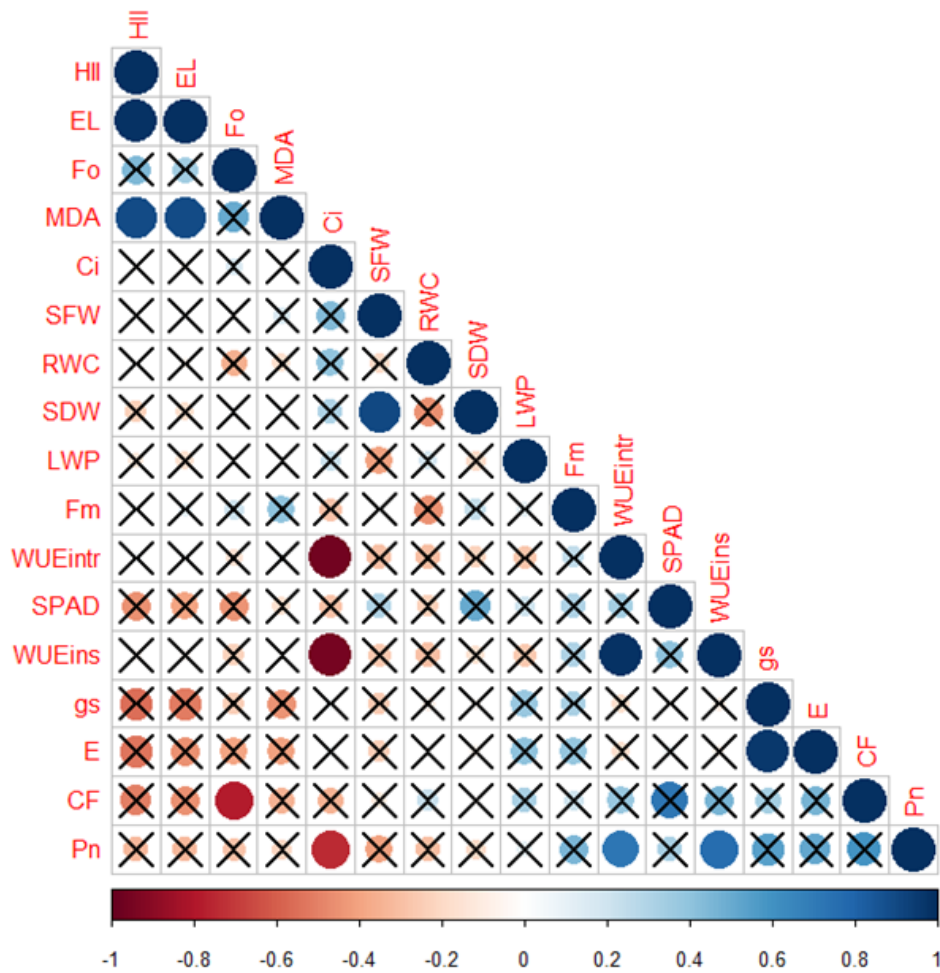 HII
HII
EL
EL
Fo
Fo
MDA
MDA
Ci
Ci
SFW
SFW
RWC
RWC
SDW
SDW
LWP
LWP
Fm
Fm
WUEintr
WUEintr
SPAD
SPAD
WUEins
WUEins
gs
gs
E
E
CF
CF
Pn
Pn
-1 -0.8 -0.6 -0.4 -0.2 0 0.2 0.4 0.6 0.8 1